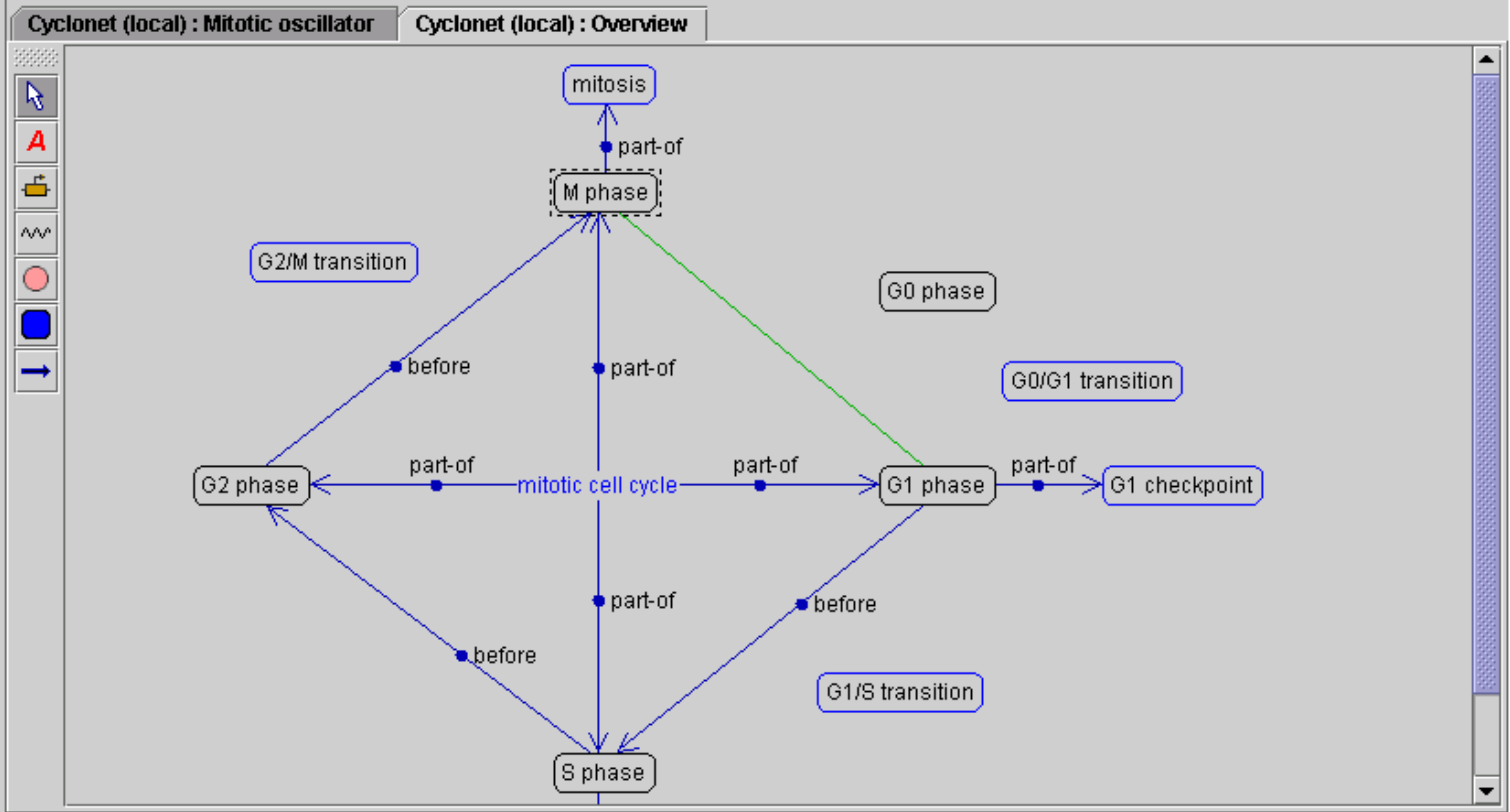 Cyclonet (local) : Mitotic oscillator
Cyclonet (local) : Overview
A
mitosis
part-of
M phase
G2/M transition
G0 phase
before
part-of
G0/G1 transition
part-of
part-of
part-of
G2 phase
mitotic cell cycle
G1 phase
G1 checkpoint
part-of
before
before
G1/S transition
S phase